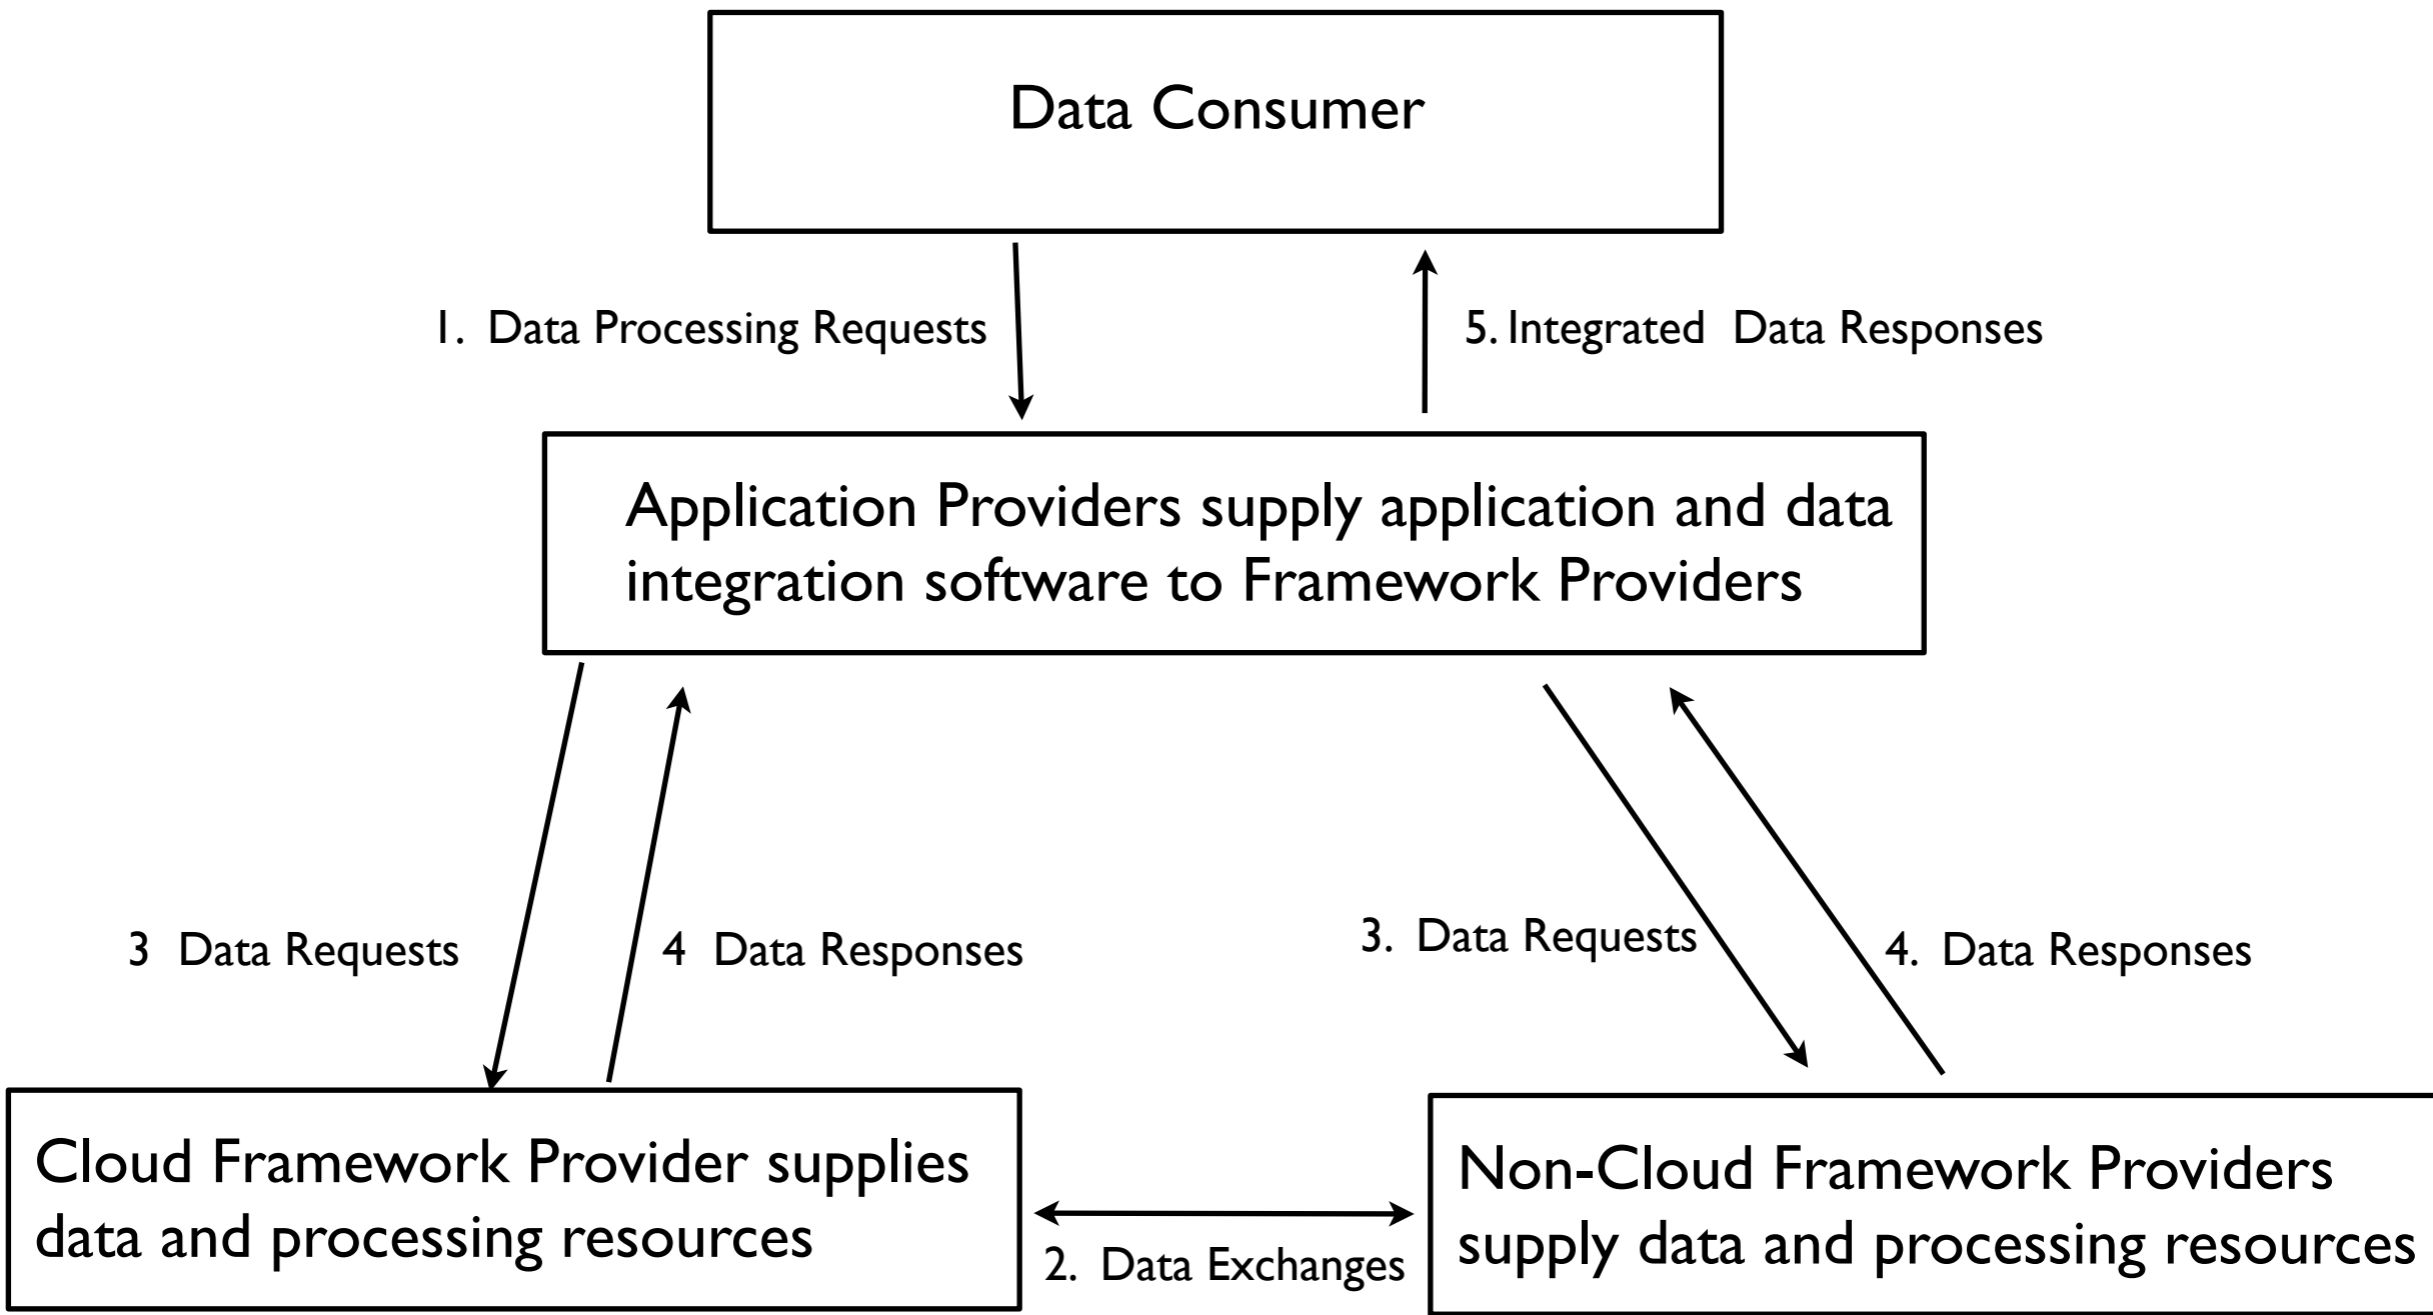 Data Consumer
1. Data Processing Requests
5. Integrated Data Responses
Application Providers supply application and data
integration software to Framework Providers
3 Data Requests
4 Data Responses
3. Data Requests
4. Data Responses
Cloud Framework Provider supplies
data and processing resources
2. Data Exchanges
Non-Cloud Framework Providers
supply data and processing resources